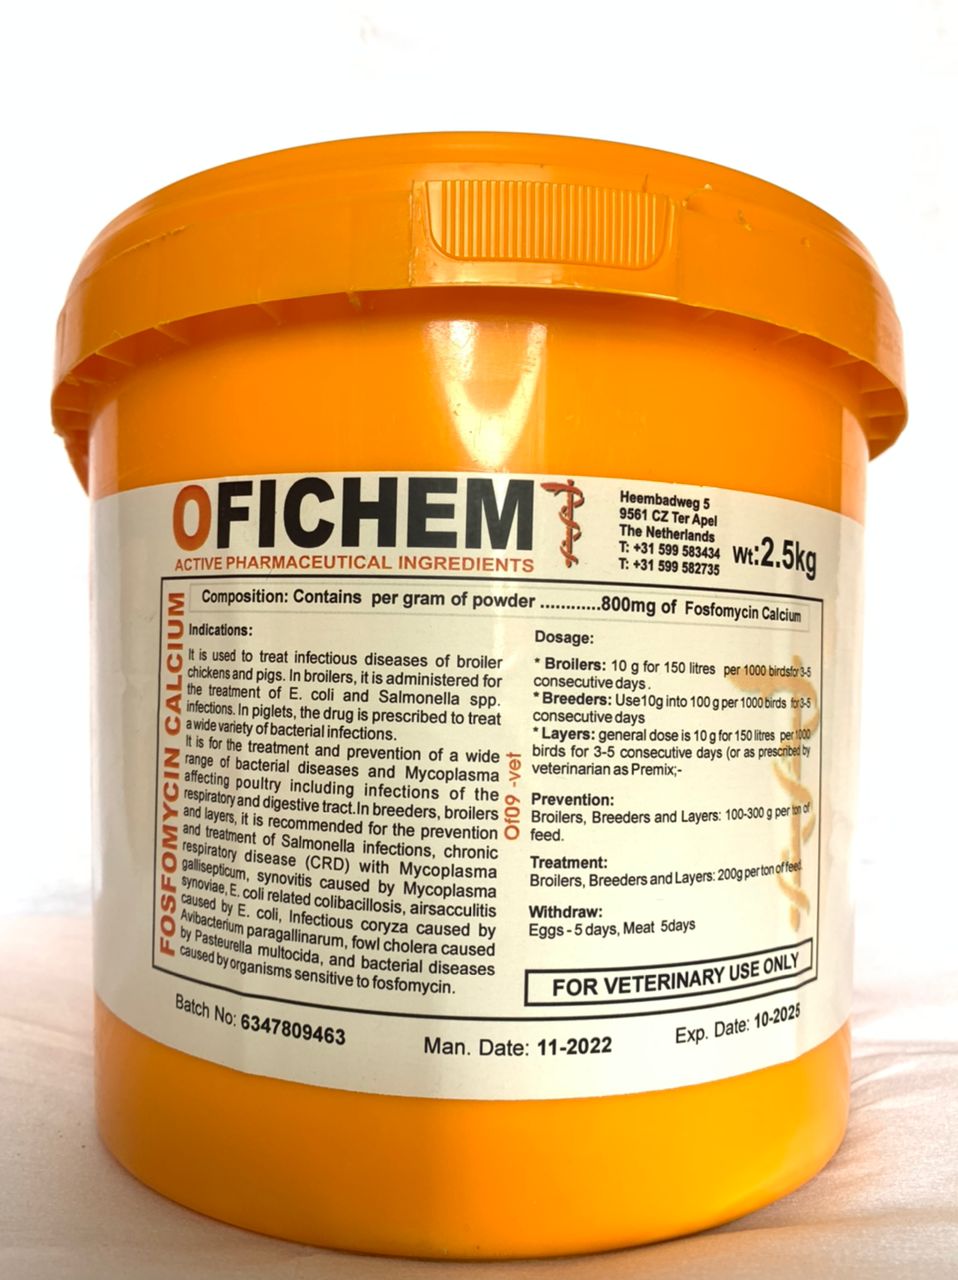 OFICHEM
ACTIVE PHARMACEUTICAL INGREDIENTS
Heembadweg 5
9561 CZ Ter Apel
The Netherlands
T: +31 599 583434
T: +31 599 582735
Wt:2.5kg
FOSFOMYCIN CALCIUM
Composition: Contains per gram of powder ............800mg of Fosfomycin Calcium
Indications:
It is used to treat infectious diseases of broiler
chickens and pigs. In broilers, it is administered for
the treatment of E. coli and Salmonella spp.
infections. In piglets, the drug is prescribed to treat
a wide variety of bacterial infections.
It is for the treatment and prevention of a wide
range of bacterial diseases and Mycoplasma
affecting poultry including infections of the
respiratory and digestive tract.In breeders, broilers
and layers, it is recommended for the prevention
and treatment of Salmonella infections, chronic
respiratory disease (CRD) with Mycoplasma
gallisepticum, synovitis caused by Mycoplasma
synoviae, E. coli related colibacillosis, airsacculitis
caused by E. coli, Infectious coryza caused by
Avibacterium paragallinarum, fowl cholera caused
by Pasteurella multocida, and bacterial diseases
caused by organisms sensitive to fosfomycin.
Of09 -vet
Dosage:
* Broilers: 10 g for 150 litres per 1000 birdsfor 3-5
consecutive days .
* Breeders: Use10g into 100 g per 1000 birds for 3-5
consecutive days
* Layers: general dose is 10 g for 150 litres per 1000
birds for 3-5 consecutive days (or as prescribed by
veterinarian as Premix;-
Prevention:
Broilers, Breeders and Layers: 100-300 g per ton of
feed.
Treatment:
Broilers, Breeders and Layers: 200g per ton of feed.
Withdraw:
Eggs - 5 days, Meat 5days
FOR VETERINARY USE ONLY
Batch No: 6347809463
Man. Date: 11-2022
Exp. Date: 10-2025